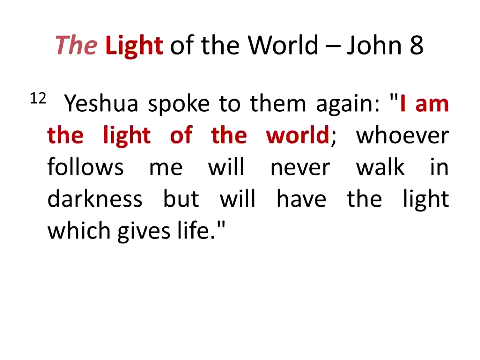 The Light of the World – John 8
12 Yeshua spoke to them again: "I am
the light of the world; whoever
follows me will never walk in
darkness but will have the light
which gives life."